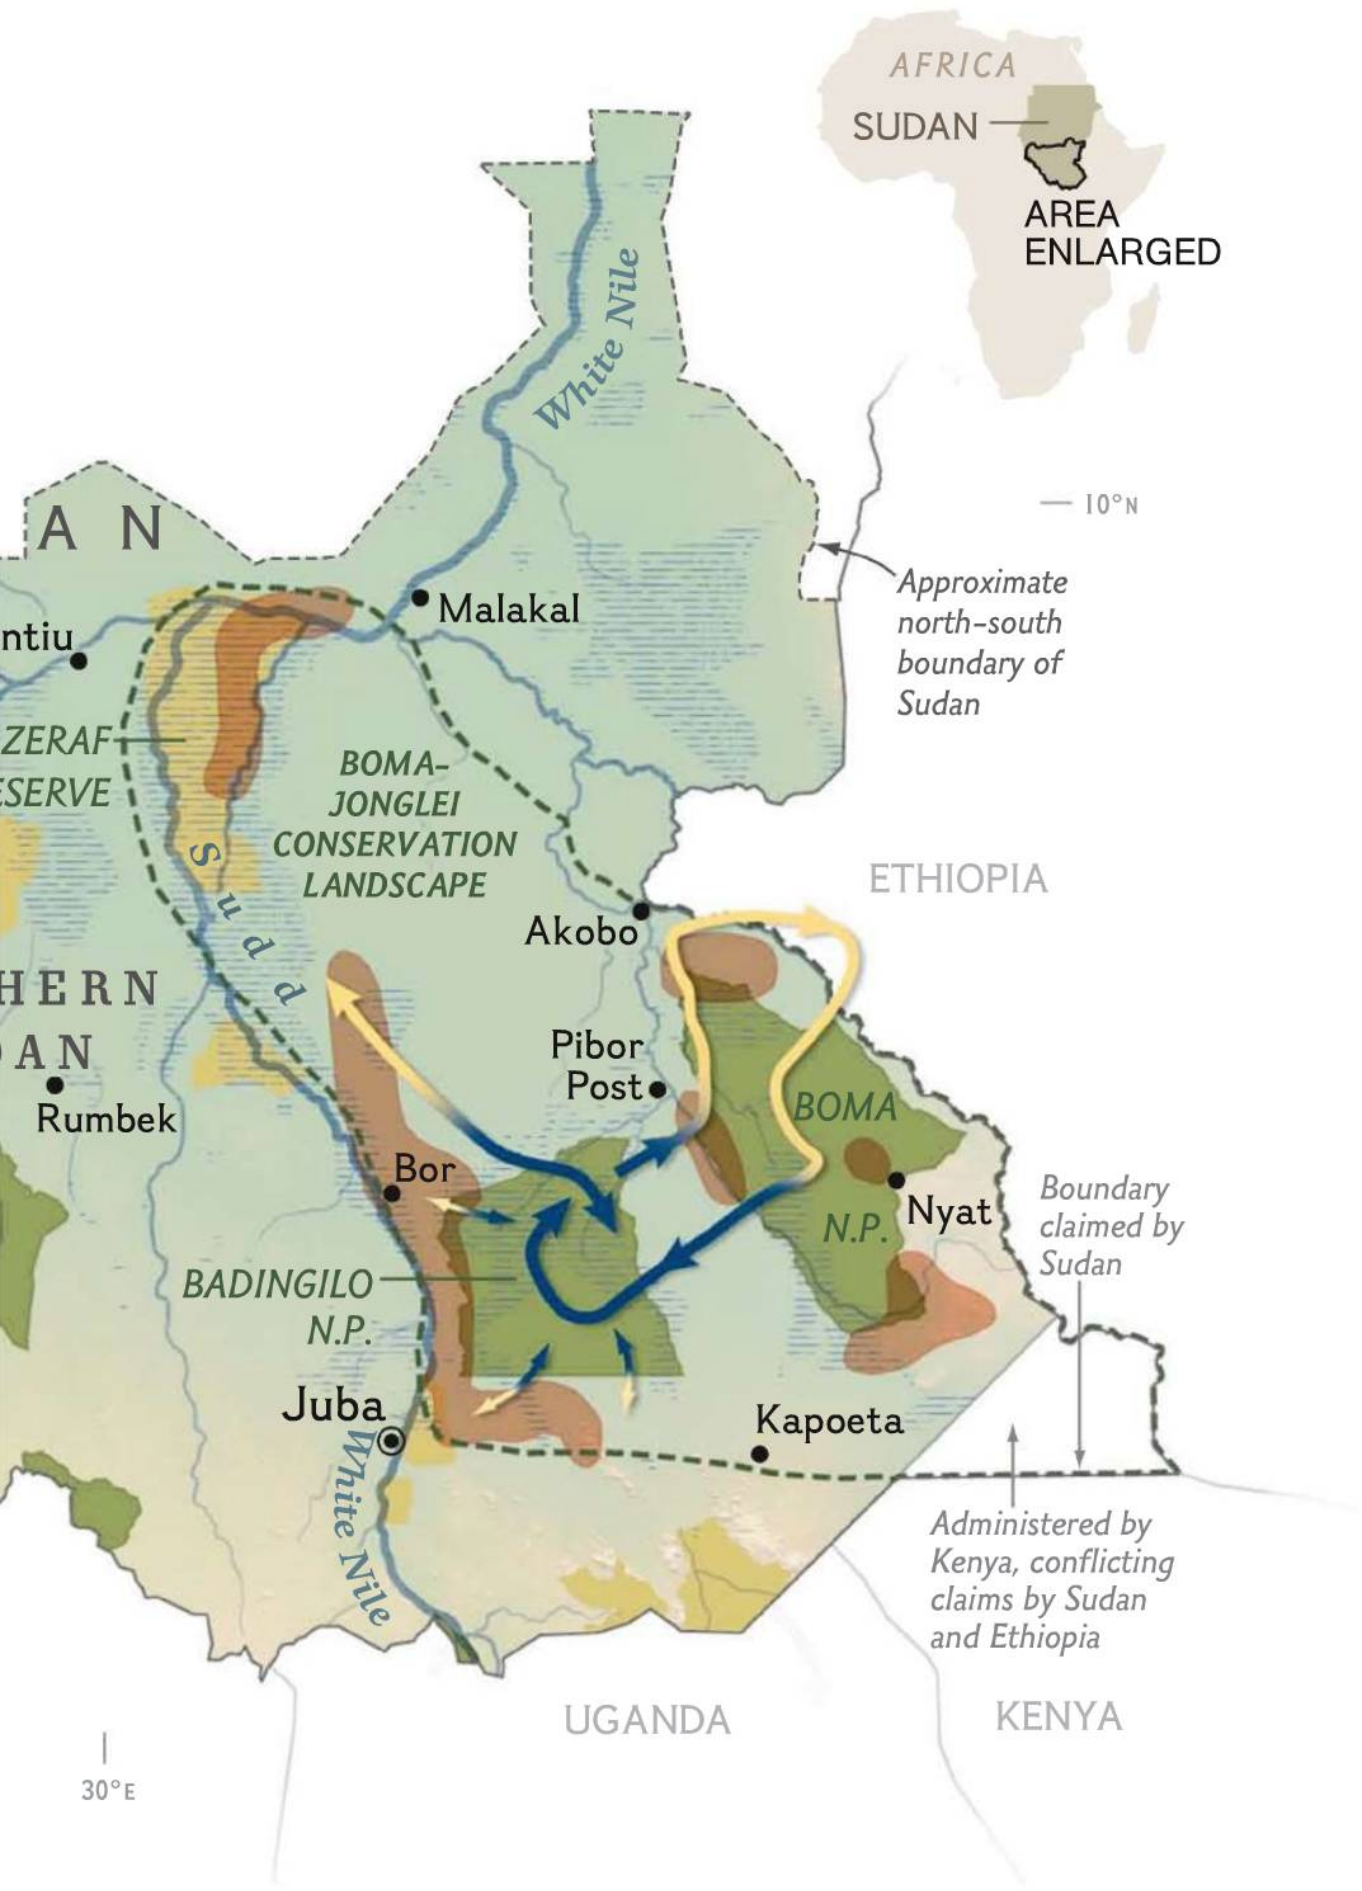 AFRICA
SUDAN
AREA
ENLARGED
White Nile
10°N
A N
Approximate
north-south
boundary of
Sudan
Malakal
ntiu
ZERAF
ESERVE
BOMA-
JONGLEI
CONSERVATION
LANDSCAPE
Sudd
ETHIOPIA
Akobo
HERN
AN
Rumbek
Pibor
Post
BOMA
N.P.
Bor
Nyat
Boundary
claimed by
Sudan
BADINGILO
N.P.
Juba
Kapoeta
White Nile
Administered by
Kenya, conflicting
claims by Sudan
and Ethiopia
UGANDA
KENYA
30°E